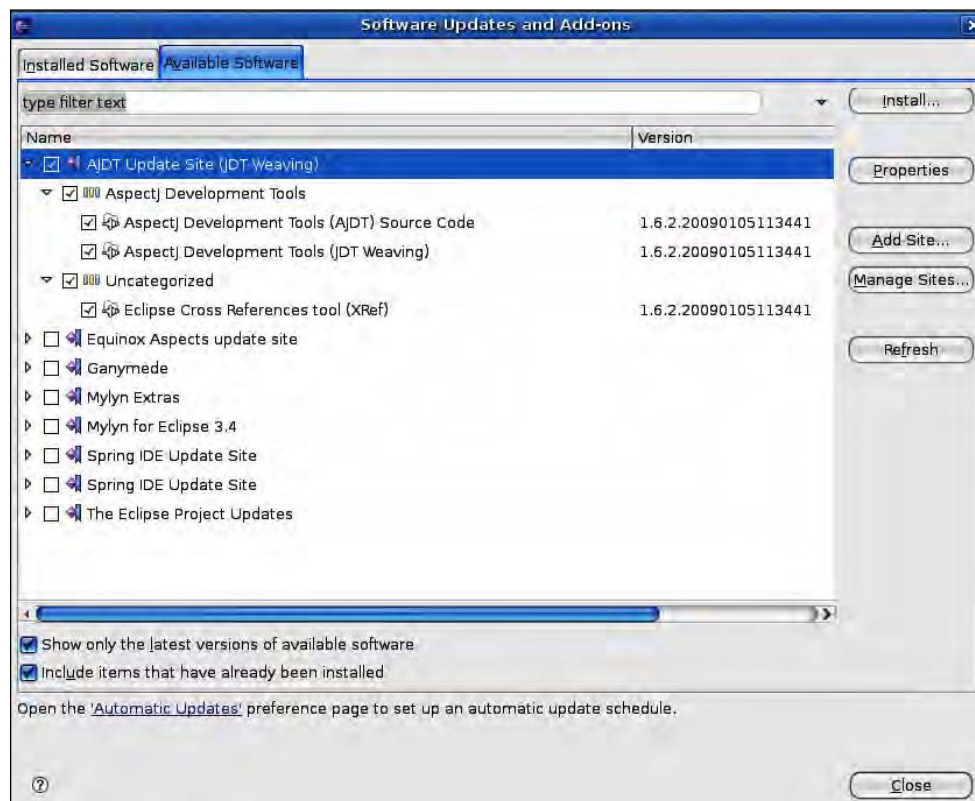 Software Updates and Add-ons
Installed Software
Available Software
type filter text
Install...
Name
Version
AJDT Update Site (JDT Weaving)
Properties
AspectJ Development Tools
AspectJ Development Tools (AJDT) Source Code 1.6.2.20090105113441
Add Site...
AspectJ Development Tools (JDT Weaving) 1.6.2.20090105113441
Manage Sites...
Uncategorized
Eclipse Cross References tool (XRef) 1.6.2.20090105113441
Equinox Aspects update site
Refresh
Ganymede
Mylyn Extras
Mylyn for Eclipse 3.4
Spring IDE Update Site
Spring IDE Update Site
The Eclipse Project Updates
Show only the latest versions of available software
Include items that have already been installed
Open the 'Automatic Updates' preference page to set up an automatic update schedule.
?
Close